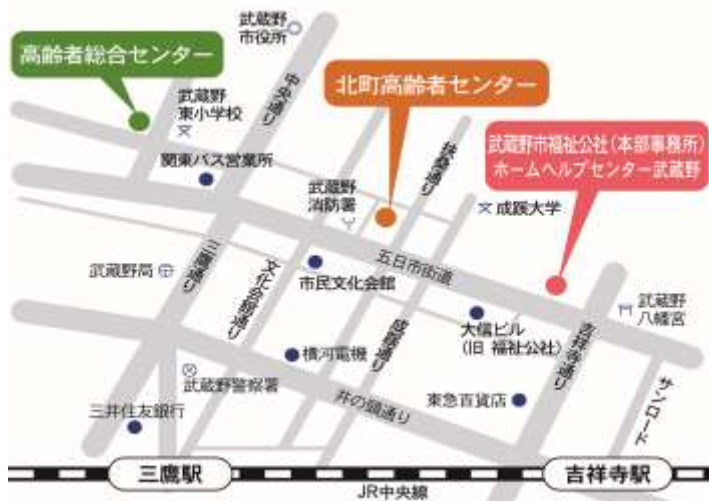 武蔵野
市役所
高齢者総合センター
中央通り
北町高齢者センター
武蔵野
東小学校
関東バス営業所
扶桑通り
武蔵野市福祉公社（本部事務所）
ホームヘルプセンター武蔵野
武蔵野
消防署
成蹊大学
五日市街道
武蔵野局
三鷹通り
文化会館通り
市民文化会館
成蹊通り
大信ビル
（旧 福祉公社）
吉祥寺通り
武蔵野
八幡宮
横河電機
武蔵野警察署
井の頭通り
東急百貨店
サンロード
三井住友銀行
三鷹駅
吉祥寺駅
JR中央線